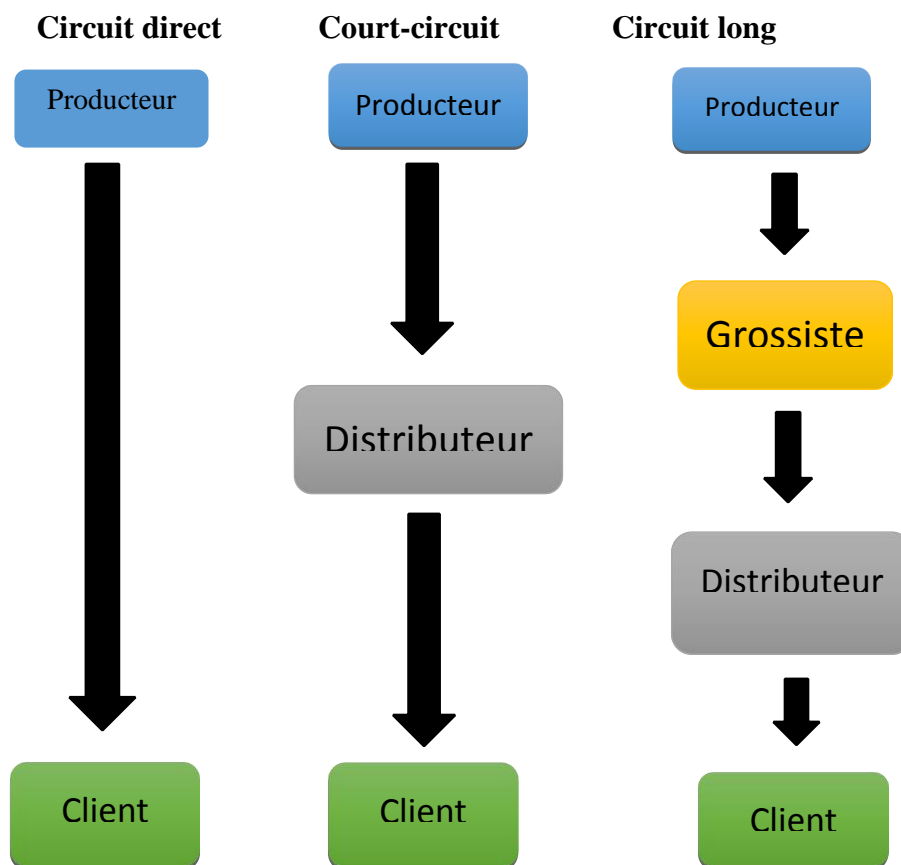 Circuit direct Court-circuit Circuit long
Producteur Producteur Producteur
Grossiste
Distributeur
Distributeur
Client Client Client